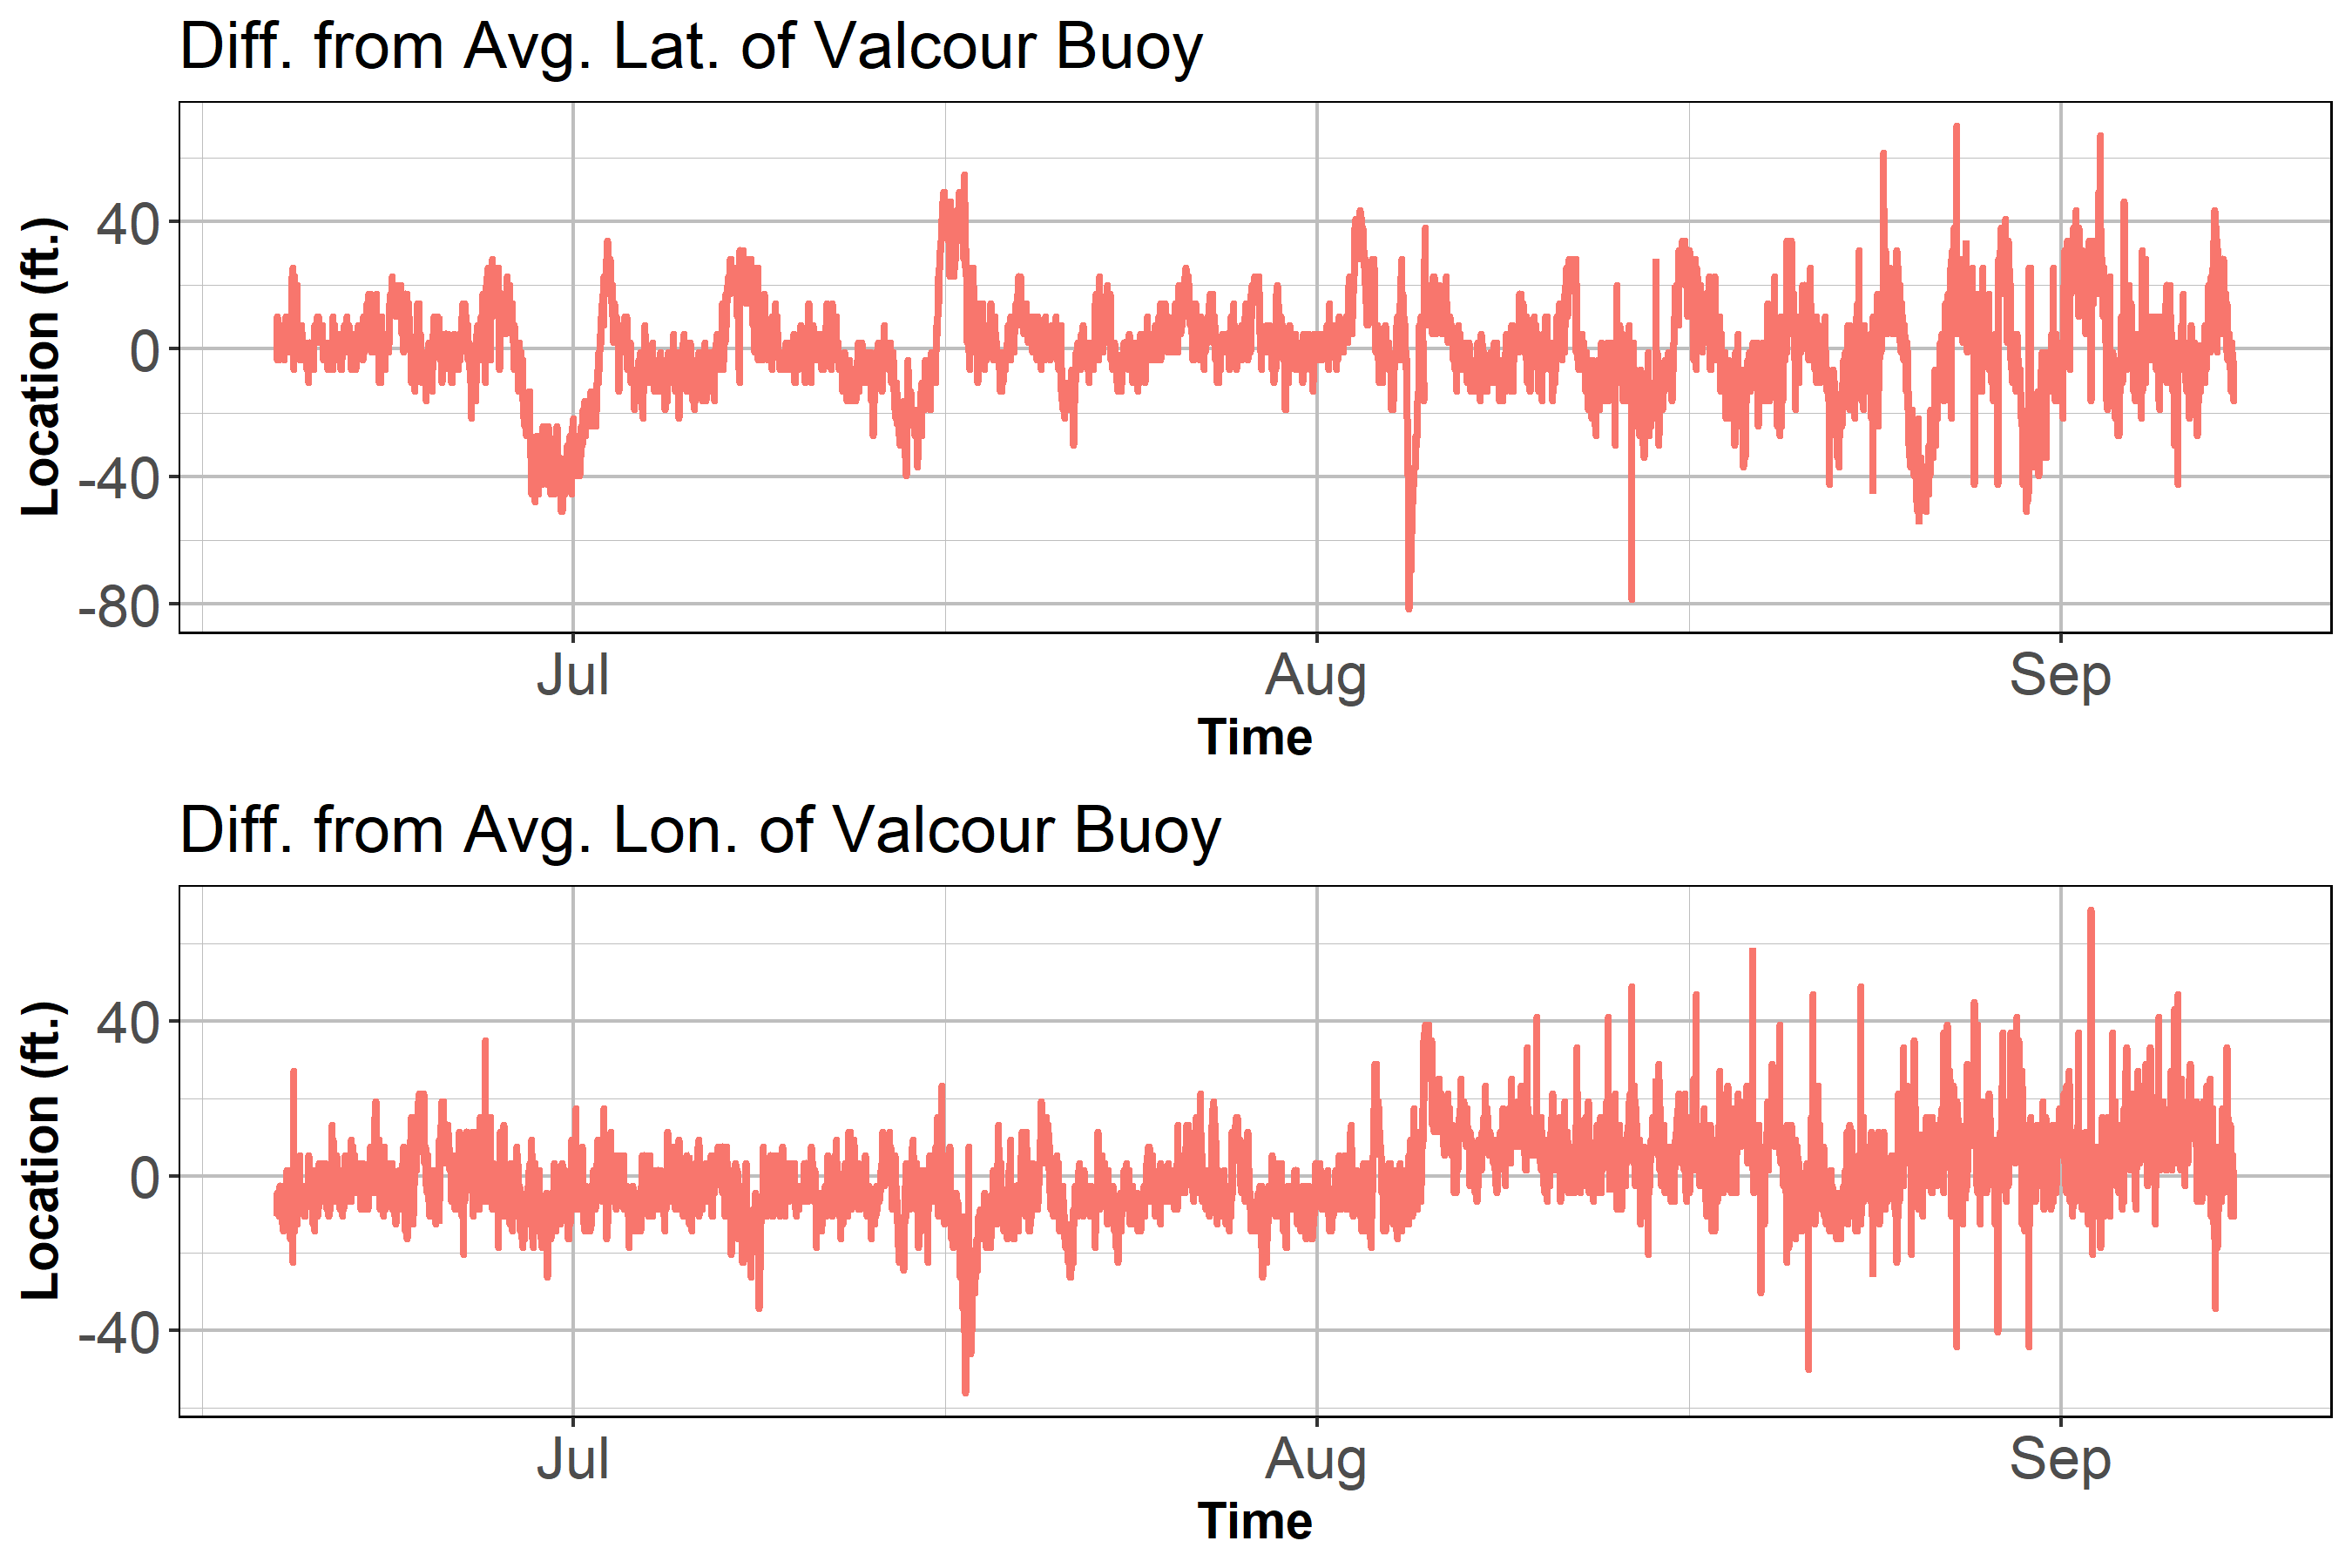 Diff. from Avg. Lat. of Valcour Buoy
Location (ft.)
40
0
-40
-80
Jul
Aug
Sep
Time
Diff. from Avg. Lon. of Valcour Buoy
Location (ft.)
40
0
-40
Jul
Aug
Sep
Time